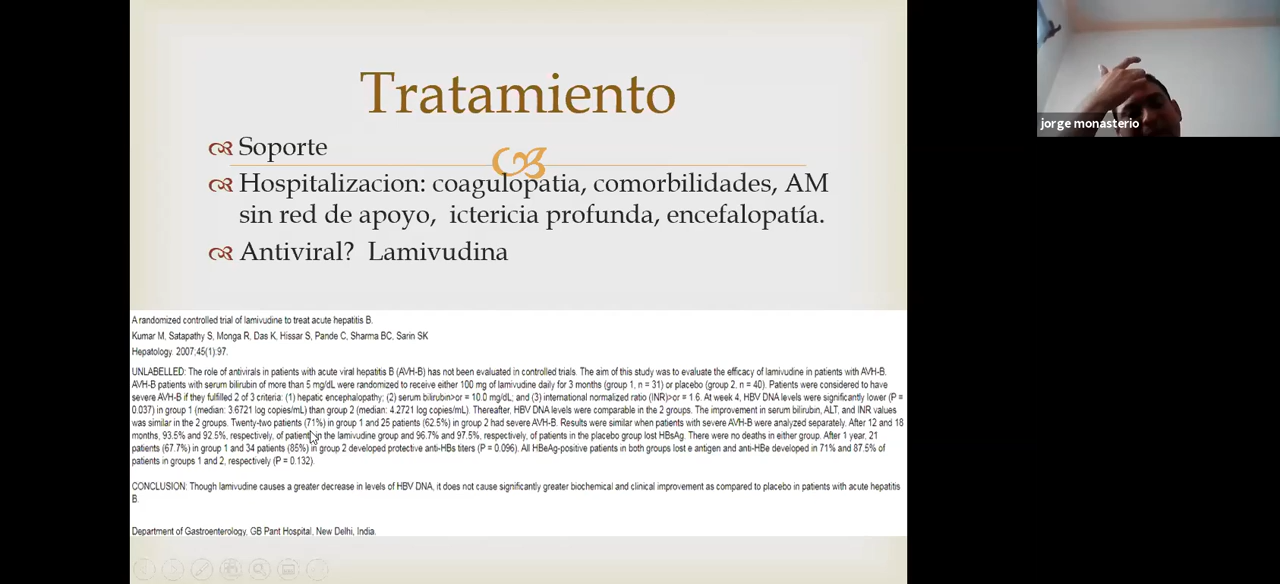 Tratamiento
Soporte
Hospitalizacion: coagulopatia, comorbilidades, AM
sin red de apoyo, ictericia profunda, encefalopatía.
Antiviral? Lamivudina
A randomized controlled trial of lamivudine to treat acute hepatitis B.
Kumar M, Satapathy S, Monga R, Das K, Hissar S, Pande C, Sharma BC, Sarin SK
Hepatology. 2007;45(1):97.
UNLABELLED: The role of antivirals in patients with acute viral hepatitis B (AVH-B) has not been evaluated in controlled trials. The aim of this study was to evaluate the efficacy of lamivudine in patients with AVH-B.
AVH-B patients with serum bilirubin of more than 5 mg/dL were randomized to receive either 100 mg of lamivudine daily for 3 months (group 1, n = 31) or placebo (group 2, n = 40). Patients were considered to have
severe AVH-B if they fulfilled 2 of 3 criteria: (1) hepatic encephalopathy; (2) serum bilirubin>or = 10.0 mg/dL; and (3) international normalized ratio (INR)>or = 1.6. At week 4, HBV DNA levels were significantly lower (P =
0.037) in group 1 (median: 3.6721 log copies/mL) than group 2 (median: 4.2721 log copies/mL). Thereafter, HBV DNA levels were comparable in the 2 groups. The improvement in serum bilirubin, ALT, and INR values
was similar in the 2 groups. Twenty-two patients (71%) in group 1 and 25 patients (62.5%) in group 2 had severe AVH-B. Results were similar when patients with severe AVH-B were analyzed separately. After 12 and 18
months, 93.5% and 92.5%, respectively, of patients in the lamivudine group and 96.7% and 97.5%, respectively, of patients in the placebo group lost HBsAg. There were no deaths in either group. After 1 year, 21
patients (67.7%) in group 1 and 34 patients (85%) in group 2 developed protective anti-HBs titers (P = 0.096). All HBeAg-positive patients in both groups lost e antigen and anti-HBe developed in 71% and 87.5% of
patients in groups 1 and 2, respectively (P = 0.132).
CONCLUSION: Though lamivudine causes a greater decrease in levels of HBV DNA, it does not cause significantly greater biochemical and clinical improvement as compared to placebo in patients with acute hepatitis
B.
Department of Gastroenterology, GB Pant Hospital, New Delhi, India.
jorge monasterio